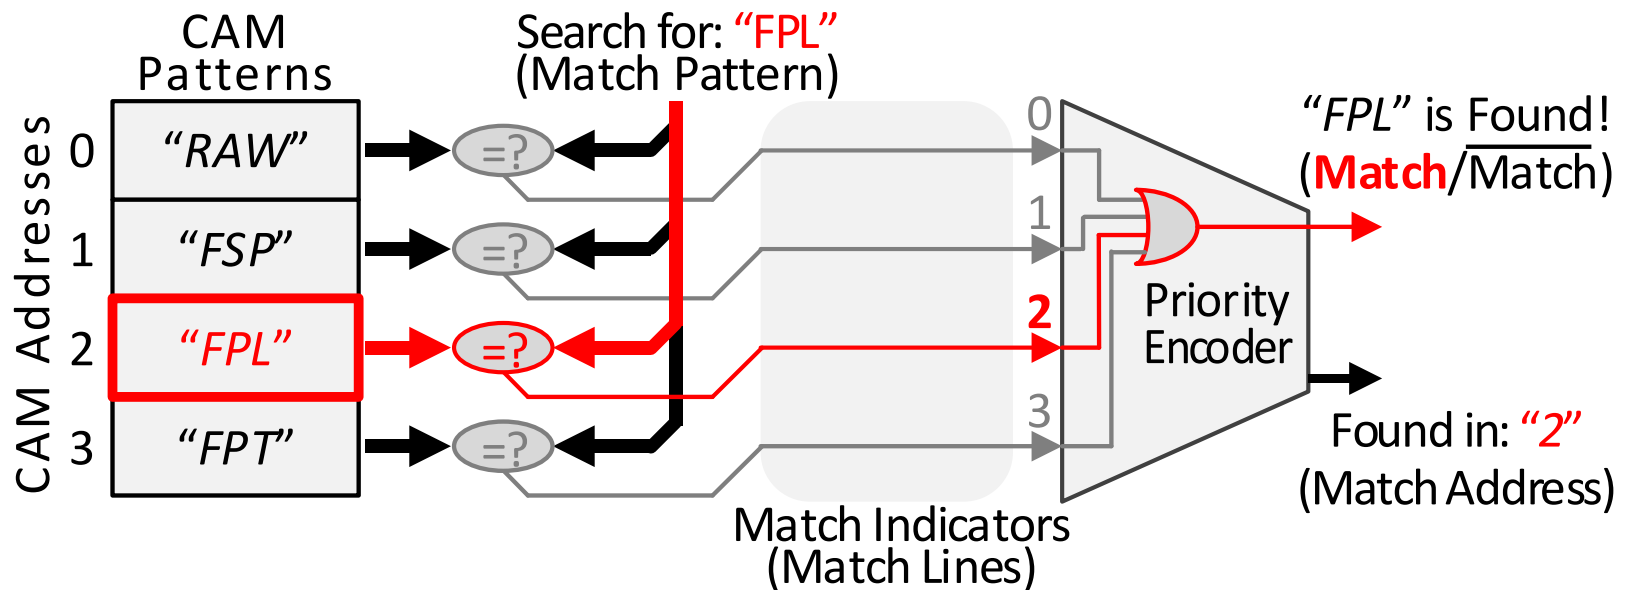 CAM
Patterns
Search for: “FPL”
(Match Pattern)
CAM Addresses
0
“RAW”
=?
0
“FPL” is Found!
(Match/Match)
1
“FSP”
=?
1
2
“FPL”
=?
2
Priority
Encoder
3
“FPT”
=?
3
Found in: “2”
(Match Address)
Match Indicators
(Match Lines)